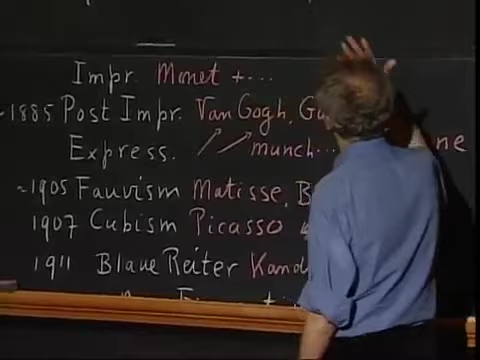 Impr. Monet + ...
~1885 Post Impr. Van Gogh,
Express. munch... ne
~1905 Fauvism Matisse,
1907 Cubism Picasso
1911 Blaue Reiter Kand